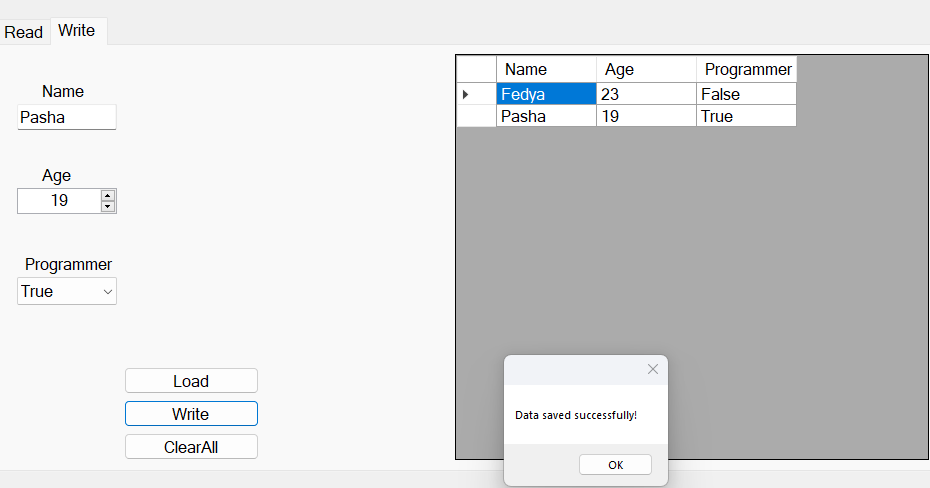 Read Write
Name
Pasha
Age
19
Programmer
True
Load
Write
ClearAll
Name Age Programmer
Fedya 23 False
Pasha 19 True
Data saved successfully!
OK